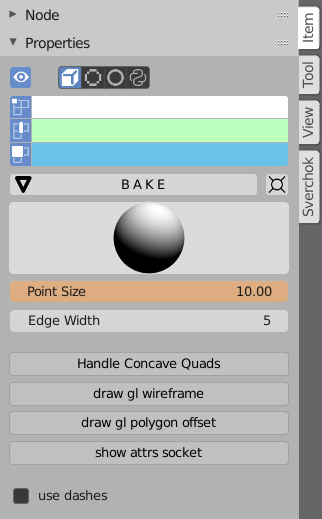 Node
Properties
BAKE
Point Size 10.00
Edge Width 5
Handle Concave Quads
draw gl wireframe
draw gl polygon offset
show attrs socket
use dashes
Item
Tool
View
Sverchok